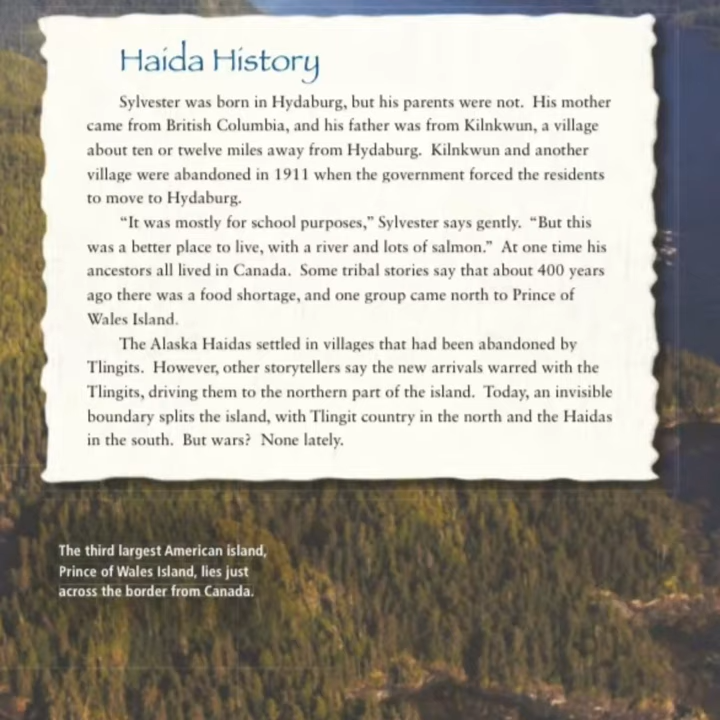 Haida History
Sylvester was born in Hydaburg, but his parents were not. His mother
came from British Columbia, and his father was from Kilnkwun, a village
about ten or twelve miles away from Hydaburg. Kilnkwun and another
village were abandoned in 1911 when the government forced the residents
to move to Hydaburg.
“It was mostly for school purposes,” Sylvester says gently. “But this
was a better place to live, with a river and lots of salmon.” At one time his
ancestors all lived in Canada. Some tribal stories say that about 400 years
ago there was a food shortage, and one group came north to Prince of
Wales Island.
The Alaska Haidas settled in villages that had been abandoned by
Tlingits. However, other storytellers say the new arrivals warred with the
Tlingits, driving them to the northern part of the island. Today, an invisible
boundary splits the island, with Tlingit country in the north and the Haidas
in the south. But wars? None lately.
The third largest American island,
Prince of Wales Island, lies just
across the border from Canada.